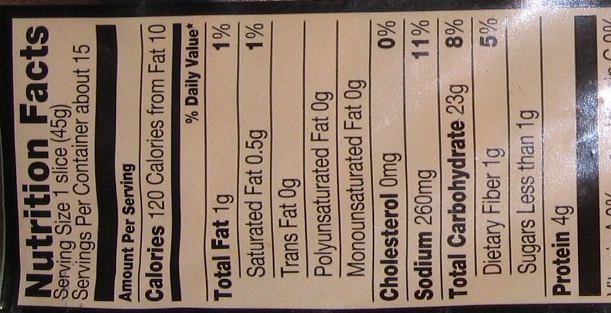 Nutrition Facts
Serving Size 1 slice (45g)
Servings Per Container about 15
Amount Per Serving
Calories 120 Calories from Fat 10
% Daily Value*
Total Fat 1g 1%
Saturated Fat 0.5g 1%
Trans Fat 0g
Polyunsaturated Fat 0g
Monounsaturated Fat 0g
Cholesterol 0mg 0%
Sodium 260mg 11%
Total Carbohydrate 23g 8%
Dietary Fiber 1g 5%
Sugars Less than 1g
Protein 4g